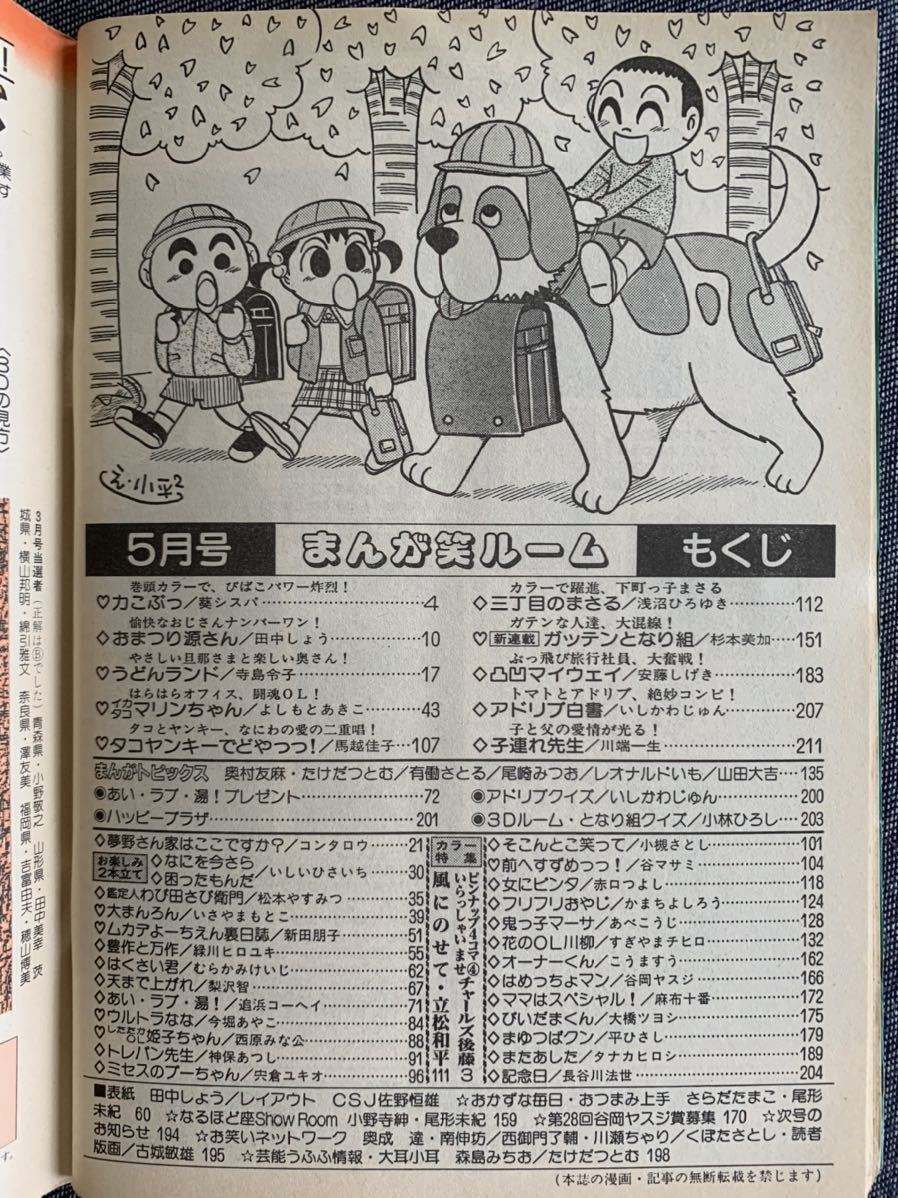 え・小平²
5月号 まんが笑ルーム もくじ
巻頭カラーで、びばこパワー炸烈！
♡力こぶっ／葵シスパ 4
愉快なおじさんナンバーワン！
◇おまつり源さん／田中しょう 10
やさしい旦那さまと楽しい奥さん！
♡うどんランド／寺島令子 17
はらはらオフィス、闘魂OL！
♡イカタコマリンちゃん／よしもとあきこ 43
タコとヤンキー、なにわの愛の二重唱！
♡タコヤンキーでどやっっ！／馬越佳子 107
カラーで躍進、下町っ子まさる
◇三丁目のまさる／浅沼ひろゆき 112
ガテンな人達、大混線！
♡新連載 ガッテンとなり組／杉本美加 151
ぶっ飛び旅行社員、大奮戦！
◇凸凹マイウェイ／安藤しげき 183
トマトとアドリブ、絶妙コンビ！
◇アドリブ白書／いしかわじゅん 207
子と父の愛情が光る！
◇子連れ先生／川端一生 211
まんがトピックス 奥村友麻・たけだつとむ／有働さとる／尾崎みつお／レオナルドいも／山田大吉 135
◉あい・ラブ・湯！プレゼント 72
◉ハッピープラザ 201
◉アドリブクイズ／いしかわじゅん 200
◉3Dルーム・となり組クイズ／小林ひろし 203
◇夢野さん家はここですか？／コンタロウ 21
お楽しみ2本立て
◇なにを今さら
◇困ったもんだ／いしいひさいち 30
◇鑑定人わび田さび衛門／松本やすみつ 35
♡大まんろん／いさやまもとこ 39
♡ムカデよーちえん裏日誌／新田朋子 51
◇豊作と万作／緑川ヒロユキ 55
◇はくさい君／むらかみけいじ 62
◇天まで上がれ／梨沢智 67
◇あい・ラブ・湯！／追浜コーヘイ 71
♡ウルトラなな／今堀あやこ 84
♡したたかOL姫子ちゃん／西原みな公 88
◇トレパン先生／神保あつし 91
◇ミセスのプーちゃん／宍倉ユキオ 96
カラー特集
ピンナップ4コマ④
いらっしゃいませ チャールズ後藤 3
風にのせて・立松和平 111
◇そこんとこ笑って／小槻さとし 101
♡前へすすめっっ！／谷マサミ 104
◇女にビンタ／赤ロつよし 118
◇フリフリおやじ／かまちよしろう 124
◇鬼っ子マーサ／あべこうじ 128
◇花のOL川柳／すぎやまチヒロ 132
◇オーナーくん／こうますう 162
◇はめっちょマン／谷岡ヤスジ 166
◇ママはスペシャル！／麻布十番 172
◇びいだまくん／大橋ツヨシ 175
◇まゆつばクン／平ひさし 179
◇またあした／タナカヒロシ 189
◇記念日／長谷川法世 204
■表紙 田中しょう／レイアウト CSJ佐野恒雄 ☆おかずな毎日・おつまみ上手 さらだたまこ・尾形
未紀 60 ☆なるほど座Show Room 小野寺紳・尾形未紀 159 ☆第28回谷岡ヤスジ賞募集 170 ☆次号の
お知らせ 194 ☆お笑いネットワーク 奥成 達・南伸坊／西御門了輔・川瀬ちゃり／くぼたさとし・読者
版画／古城敏雄 195 ☆芸能うふふ情報・大耳小耳 森島みちお／たけだつとむ 198
（本誌の漫画・記事の無断転載を禁じます）
〈3Dの見方〉
3月号当選者（正解はⒷでした）青森県・小野敏之 山形県・田中美幸 茨
城県・横山邦明・綿引雅文 奈良県・澤友美 福岡県・吉富由夫・穂山博美